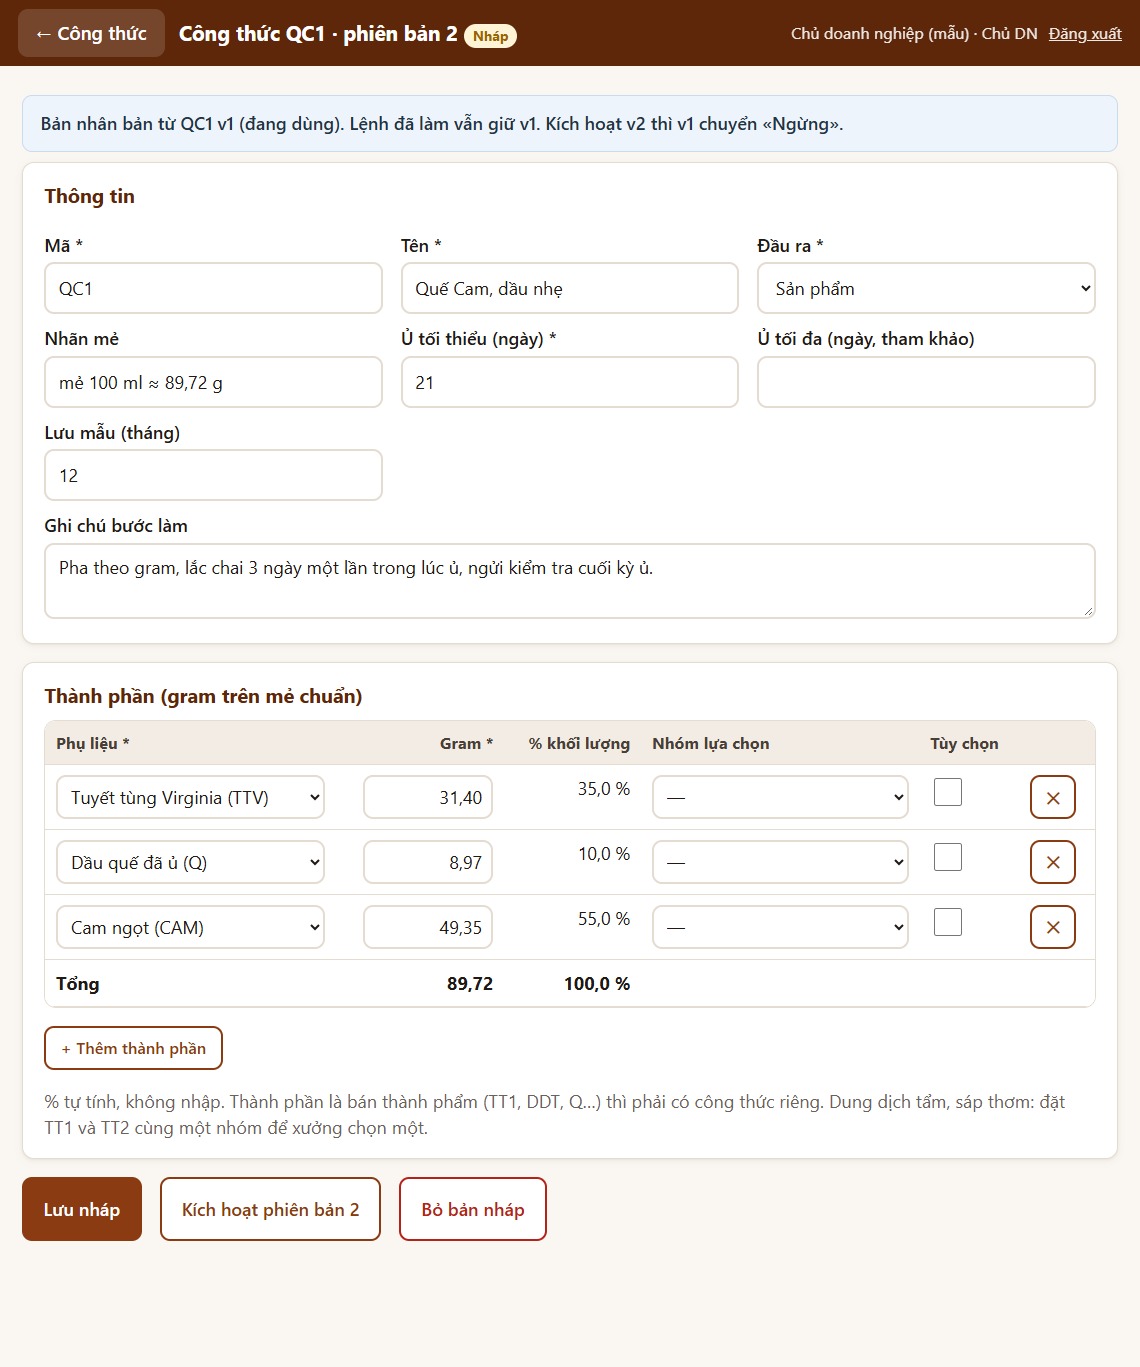 ← Công thức
Công thức QC1 · phiên bản 2 Nháp
Chủ doanh nghiệp (mẫu) · Chủ DN Đăng xuất
Bản nhân bản từ QC1 v1 (đang dùng). Lệnh đã làm vẫn giữ v1. Kích hoạt v2 thì v1 chuyển «Ngừng».
Thông tin
Mã * Tên * Đầu ra *
QC1 Quế Cam, dầu nhẹ Sản phẩm
Nhãn mẻ Ủ tối thiểu (ngày) * Ủ tối đa (ngày, tham khảo)
mẻ 100 ml ≈ 89,72 g 21
Lưu mẫu (tháng)
12
Ghi chú bước làm
Pha theo gram, lắc chai 3 ngày một lần trong lúc ủ, ngửi kiểm tra cuối kỳ ủ.
Thành phần (gram trên mẻ chuẩn)
Phụ liệu * Gram * % khối lượng Nhóm lựa chọn Tùy chọn
Tuyết tùng Virginia (TTV) 31,40 35,0 % — ×
Dầu quế đã ủ (Q) 8,97 10,0 % — ×
Cam ngọt (CAM) 49,35 55,0 % — ×
Tổng 89,72 100,0 %
+ Thêm thành phần
% tự tính, không nhập. Thành phần là bán thành phẩm (TT1, DDT, Q...) thì phải có công thức riêng. Dung dịch tẩm, sáp thơm: đặt
TT1 và TT2 cùng một nhóm để xưởng chọn một.
Lưu nháp
Kích hoạt phiên bản 2
Bỏ bản nháp